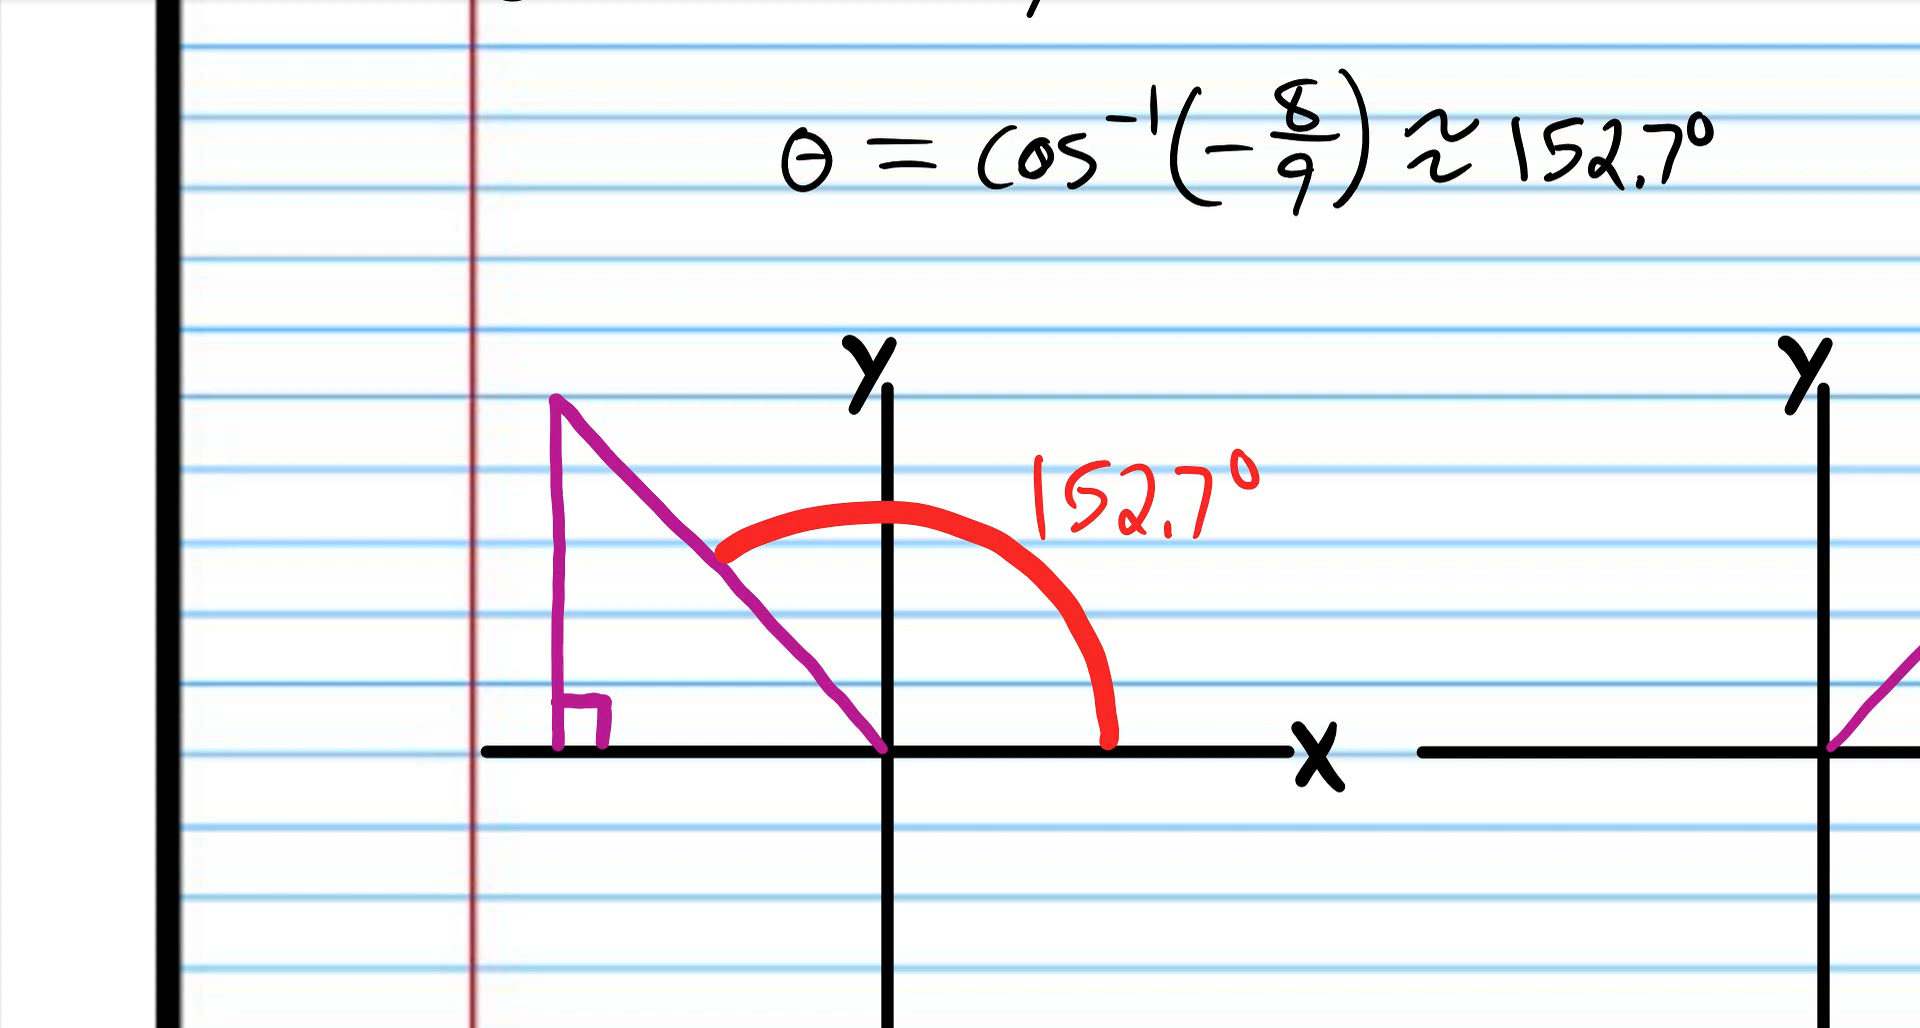 θ = cos⁻¹(-8/9) ≈ 152.7°
y
y
152.7°
x